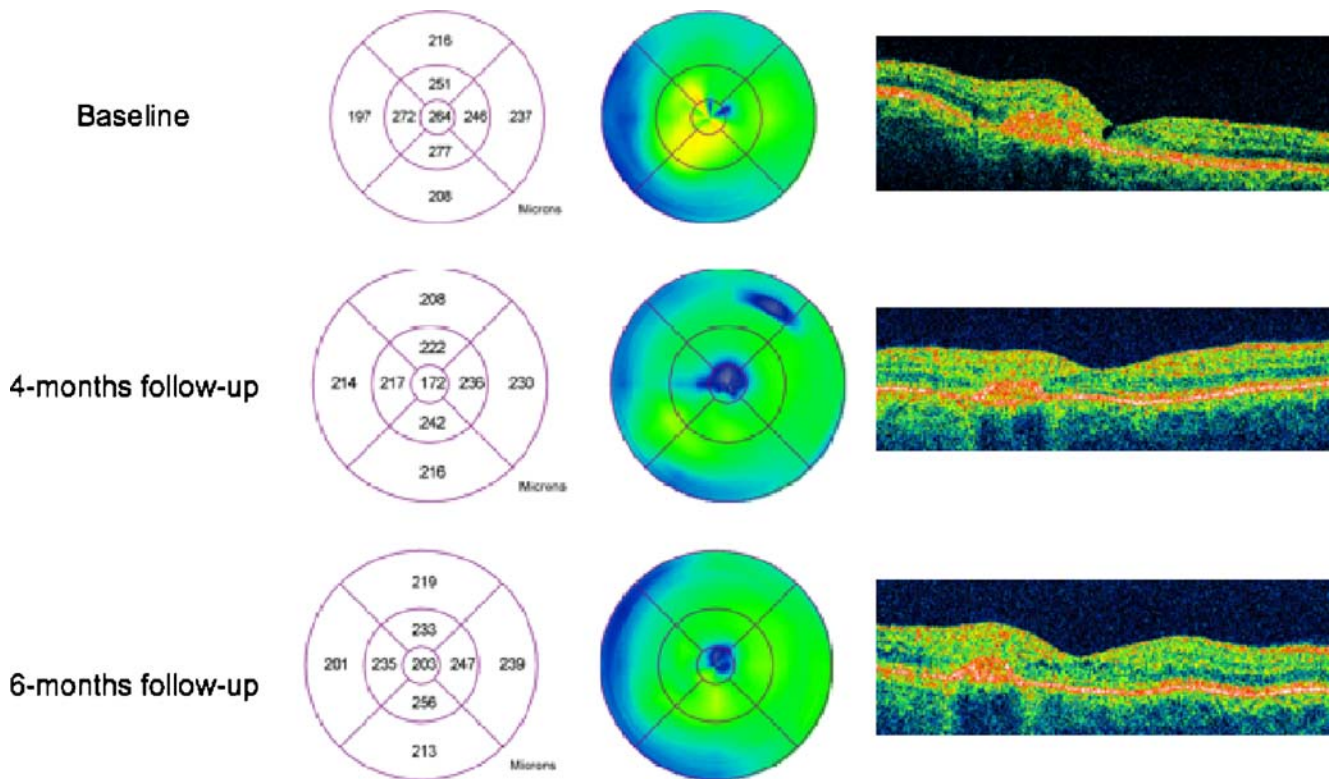 Baseline
216
251
197 272 264 246 237
277
208
Microns
4-months follow-up
208
222
214 217 172 236 230
242
216
Microns
6-months follow-up
219
233
201 235 203 247 239
256
213
Microns